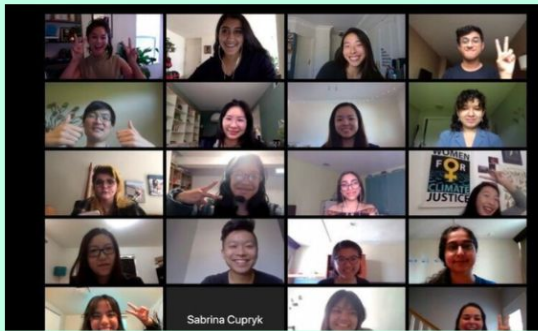 WOMEN
FOR
CLIMATE
JUSTICE
Sabrina Cupryk